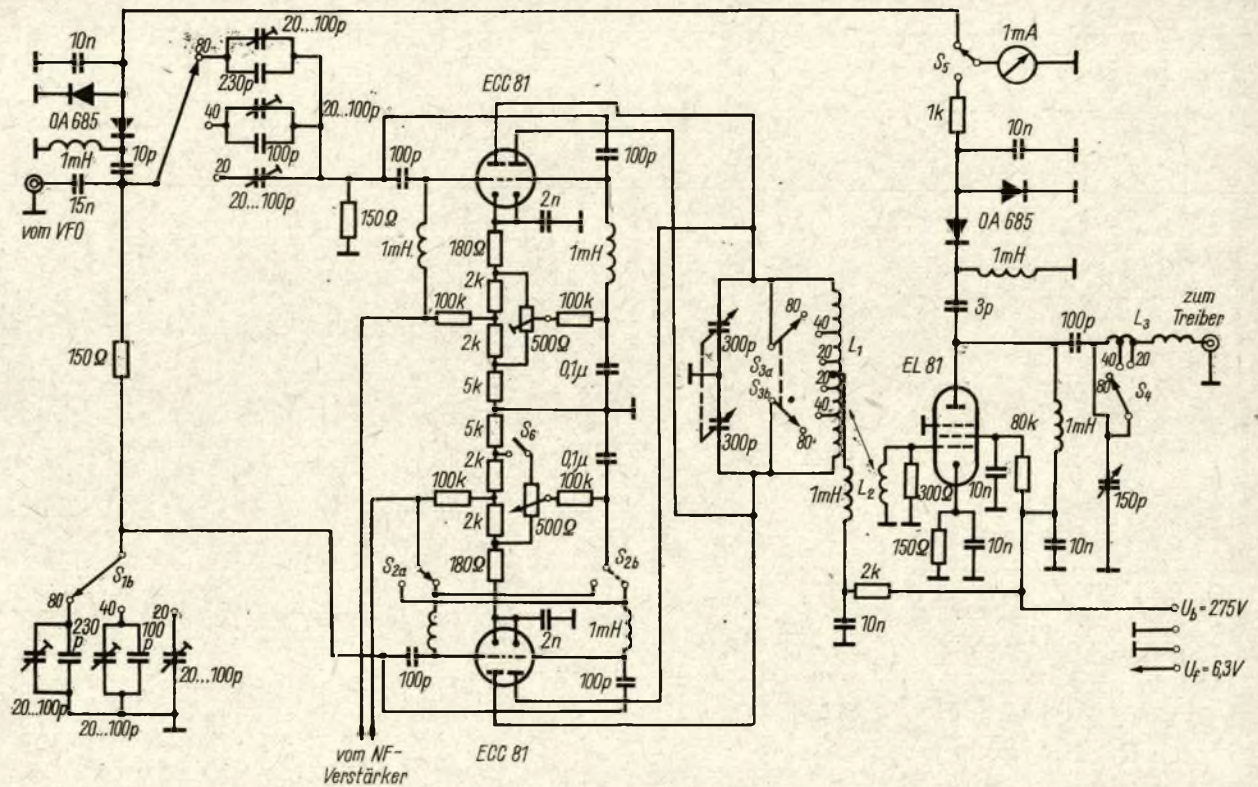 10n
OA 685
1mH
10p
15n
vom VFO
80
20...100p
230p
40
20...100p
100p
20
20...100p
150Ω
150Ω
S1b
80
40
20
230
p
100
p
20...100p
20...100p
20...100p
ECC 81
100p
100p
2n
1mH
1mH
180Ω
2k
100k
100k
2k
500Ω
5k
0,1μ
5k
S6
0,1μ
2k
100k
100k
2k
500Ω
180Ω
S2a
S2b
2n
1mH
100p
100p
vom NF-
Verstärker
ECC 81
300p
300p
S3a
S3b
80
80
40
20
20
40
L1
1mH
L2
2k
10n
S5
1mA
1k
10n
OA 685
1mH
3p
EL 81
100p
L3
zum
Treiber
40
20
80
S4
80k
1mH
300Ω
10n
150Ω
10n
10n
150p
Ub = 275V
Uf = 6,3V